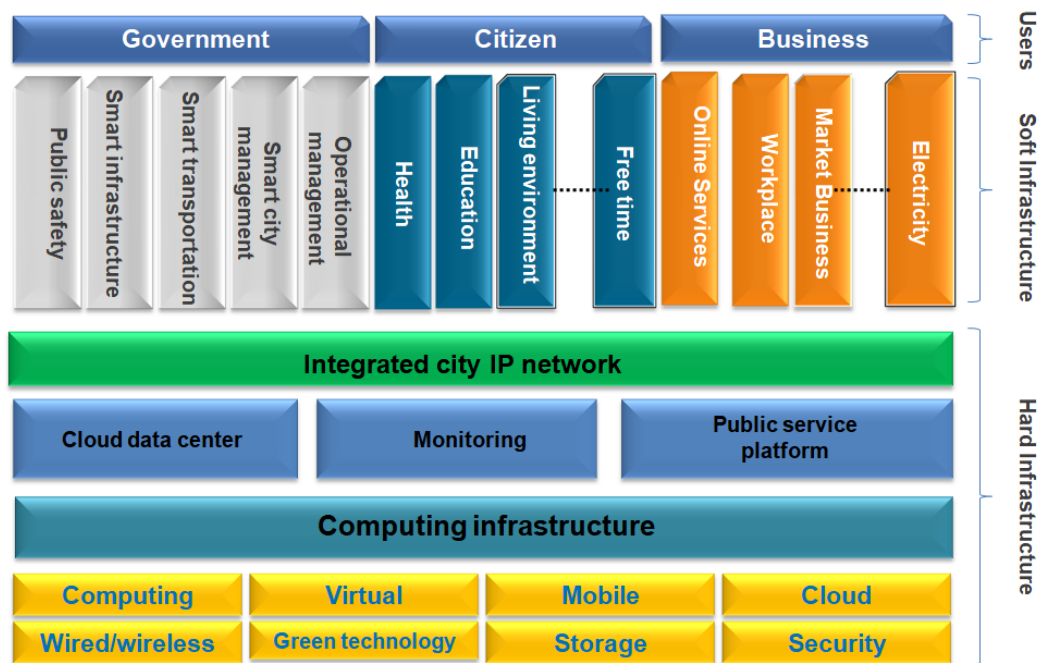 Government
Citizen
Business
Users
Public safety
Smart infrastructure
Smart transportation
Smart city
management
Operational
management
Health
Education
Living environment
Free time
Online Services
Workplace
Market Business
Electricity
Soft Infrastructure
Integrated city IP network
Cloud data center
Monitoring
Public service
platform
Hard Infrastructure
Computing infrastructure
Computing
Virtual
Mobile
Cloud
Wired/wireless
Green technology
Storage
Security